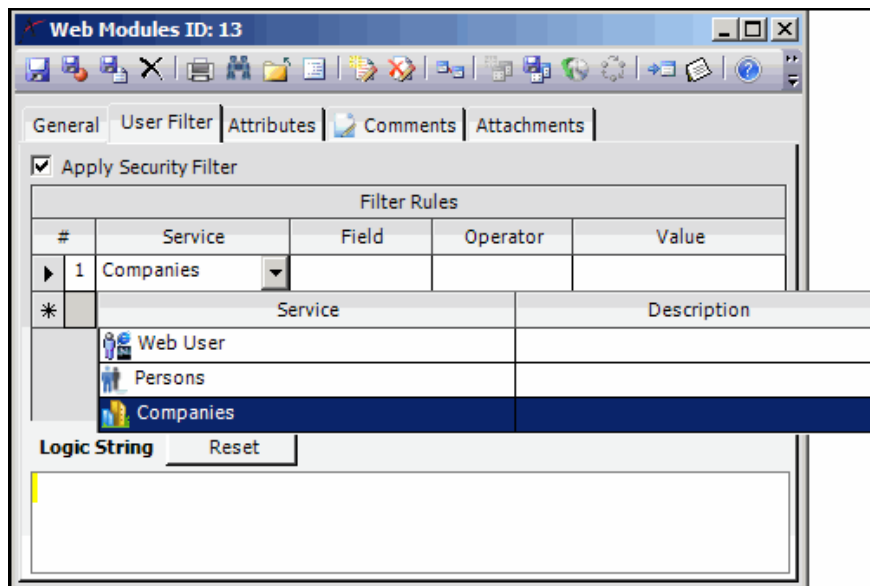 Web Modules ID: 13
General User Filter Attributes Comments Attachments
Apply Security Filter
Filter Rules
# Service Field Operator Value
1 Companies
Service Description
Web User
Persons
Companies
Logic String Reset